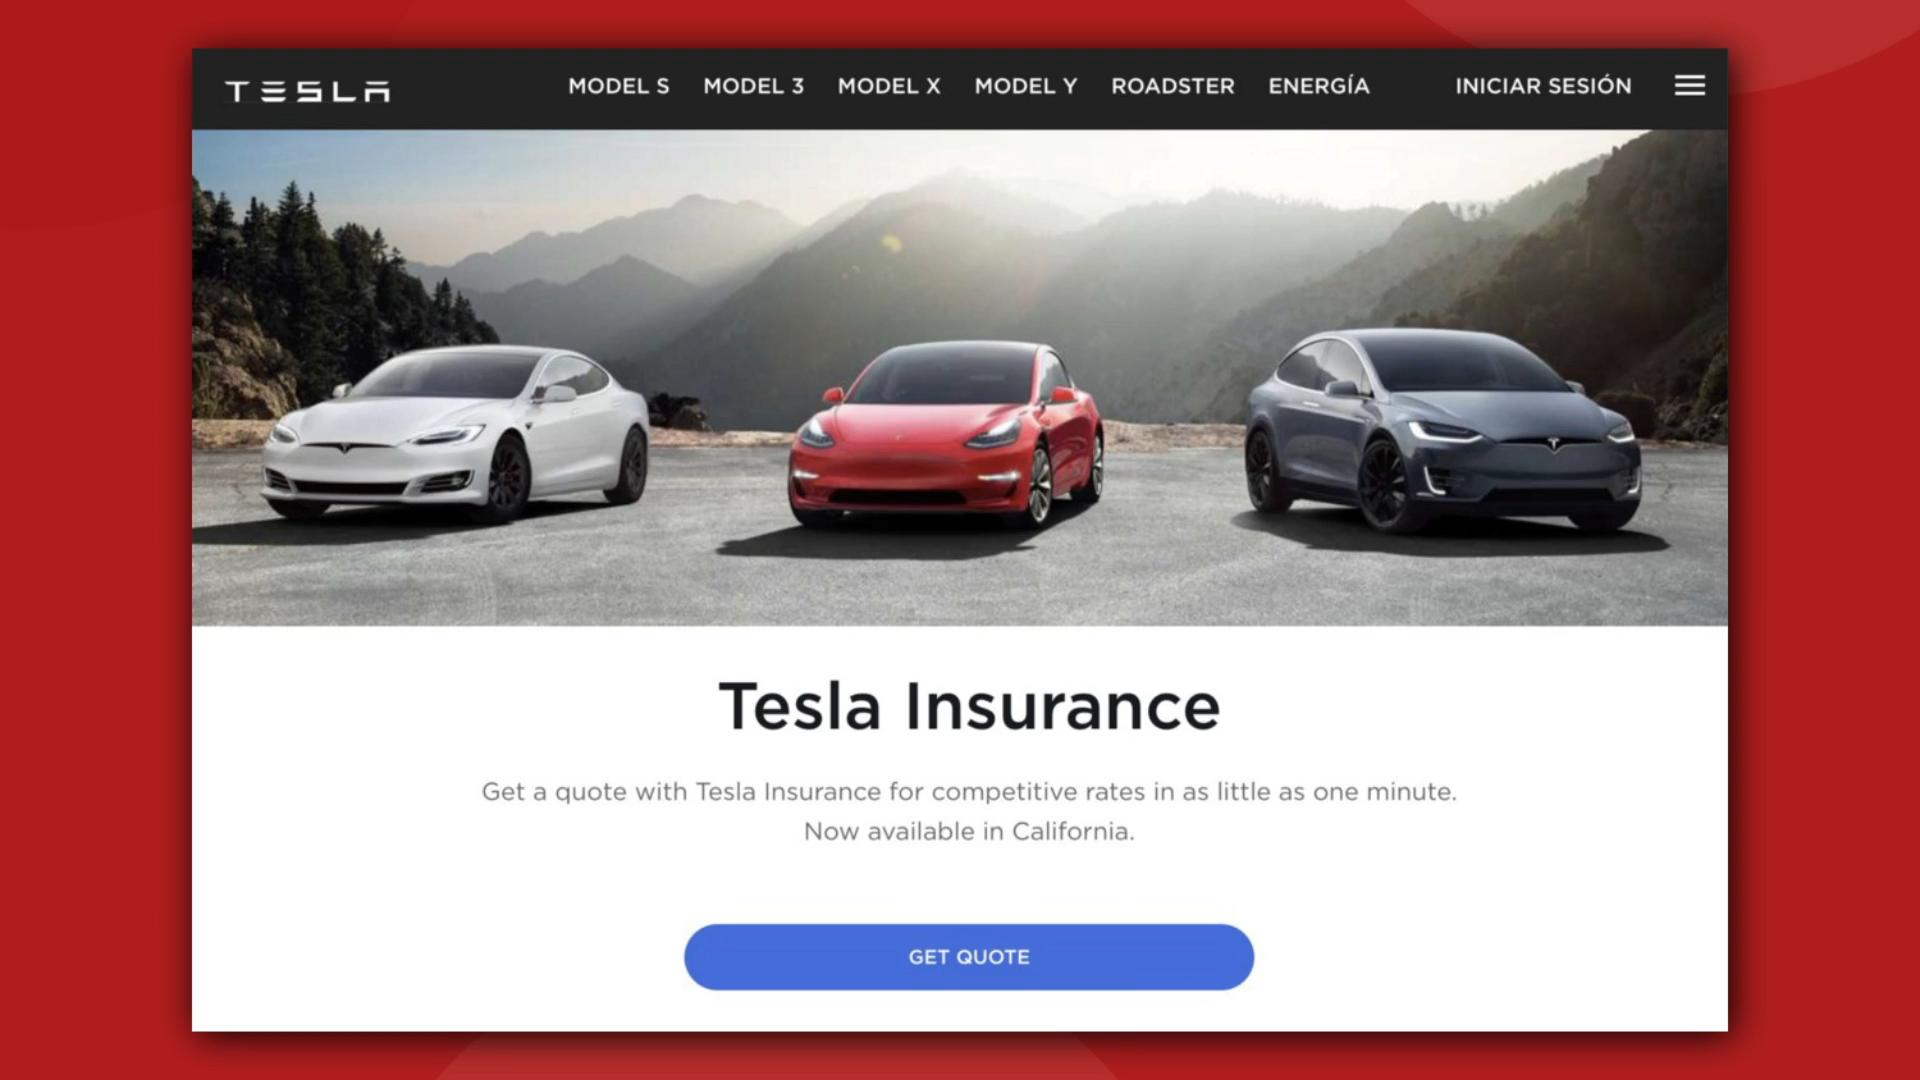 TESLA
MODEL S MODEL 3 MODEL X MODEL Y ROADSTER ENERGÍA INICIAR SESIÓN
Tesla Insurance
Get a quote with Tesla Insurance for competitive rates in as little as one minute.
Now available in California.
GET QUOTE